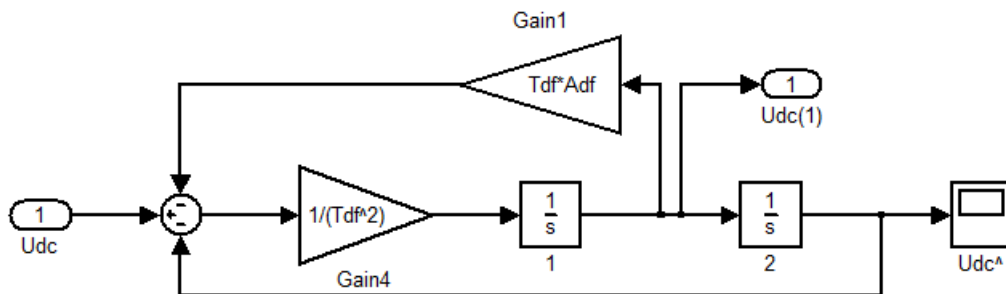 Gain1
Tdf*Adf
1
Udc(1)
1
Udc
+
-
-
1/(Tdf^2)
Gain4
1
s
1
1
s
2
Udc^